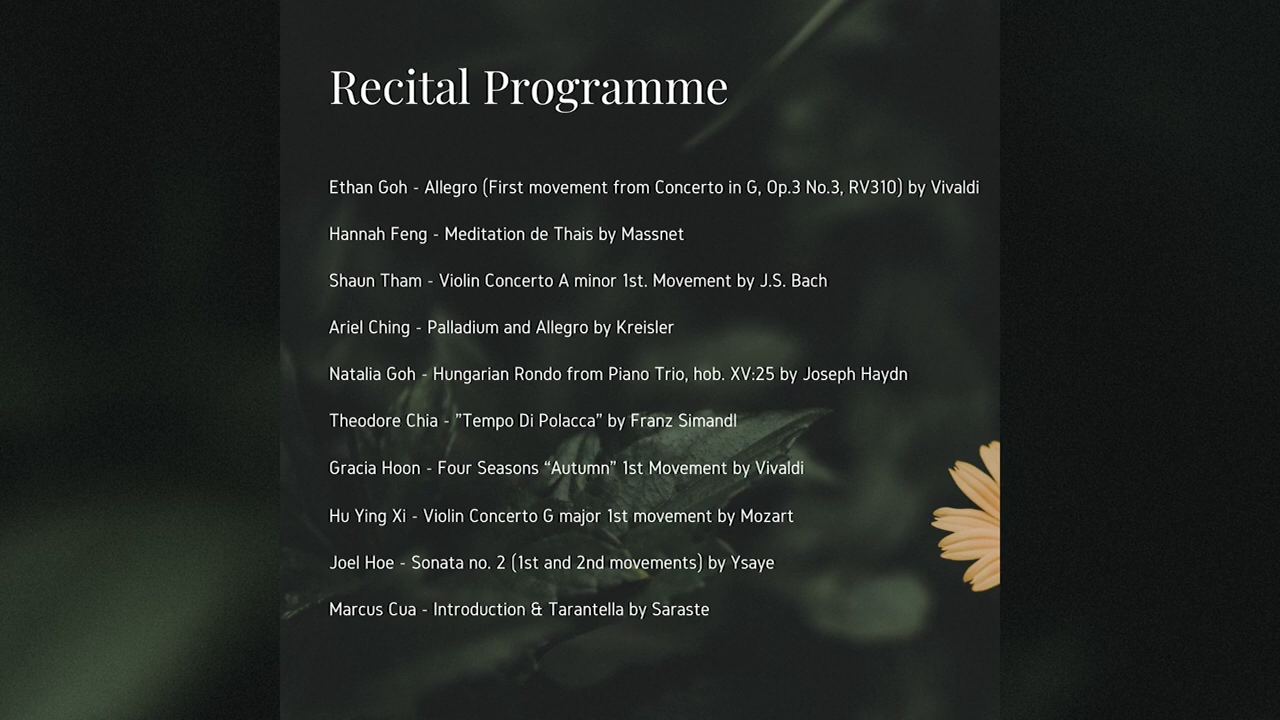 Recital Programme
Ethan Goh - Allegro (First movement from Concerto in G, Op.3 No.3, RV310) by Vivaldi
Hannah Feng - Meditation de Thais by Massnet
Shaun Tham - Violin Concerto A minor 1st. Movement by J.S. Bach
Ariel Ching - Palladium and Allegro by Kreisler
Natalia Goh - Hungarian Rondo from Piano Trio, hob. XV:25 by Joseph Haydn
Theodore Chia - "Tempo Di Polacca" by Franz Simandl
Gracia Hoon - Four Seasons “Autumn” 1st Movement by Vivaldi
Hu Ying Xi - Violin Concerto G major 1st movement by Mozart
Joel Hoe - Sonata no. 2 (1st and 2nd movements) by Ysaye
Marcus Cua - Introduction & Tarantella by Saraste